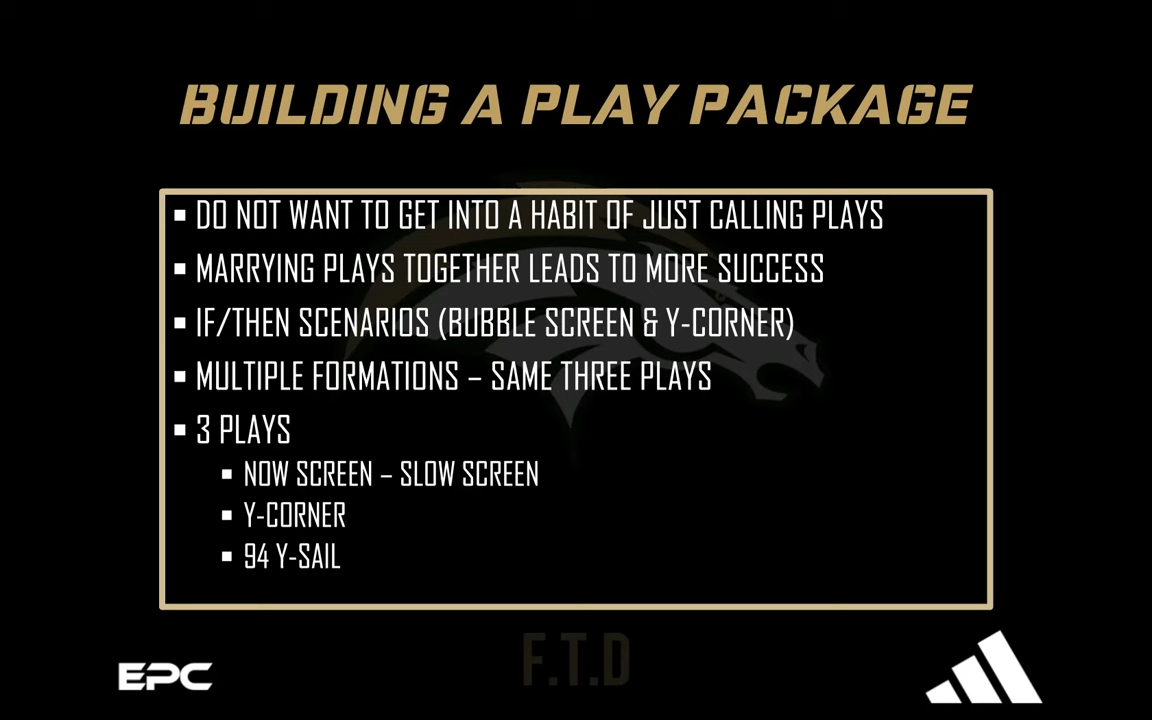 BUILDING A PLAY PACKAGE
▪ DO NOT WANT TO GET INTO A HABIT OF JUST CALLING PLAYS
▪ MARRYING PLAYS TOGETHER LEADS TO MORE SUCCESS
▪ IF/THEN SCENARIOS (BUBBLE SCREEN & Y-CORNER)
▪ MULTIPLE FORMATIONS – SAME THREE PLAYS
▪ 3 PLAYS
▪ NOW SCREEN – SLOW SCREEN
▪ Y-CORNER
▪ 94 Y-SAIL
F.T.D
EPC